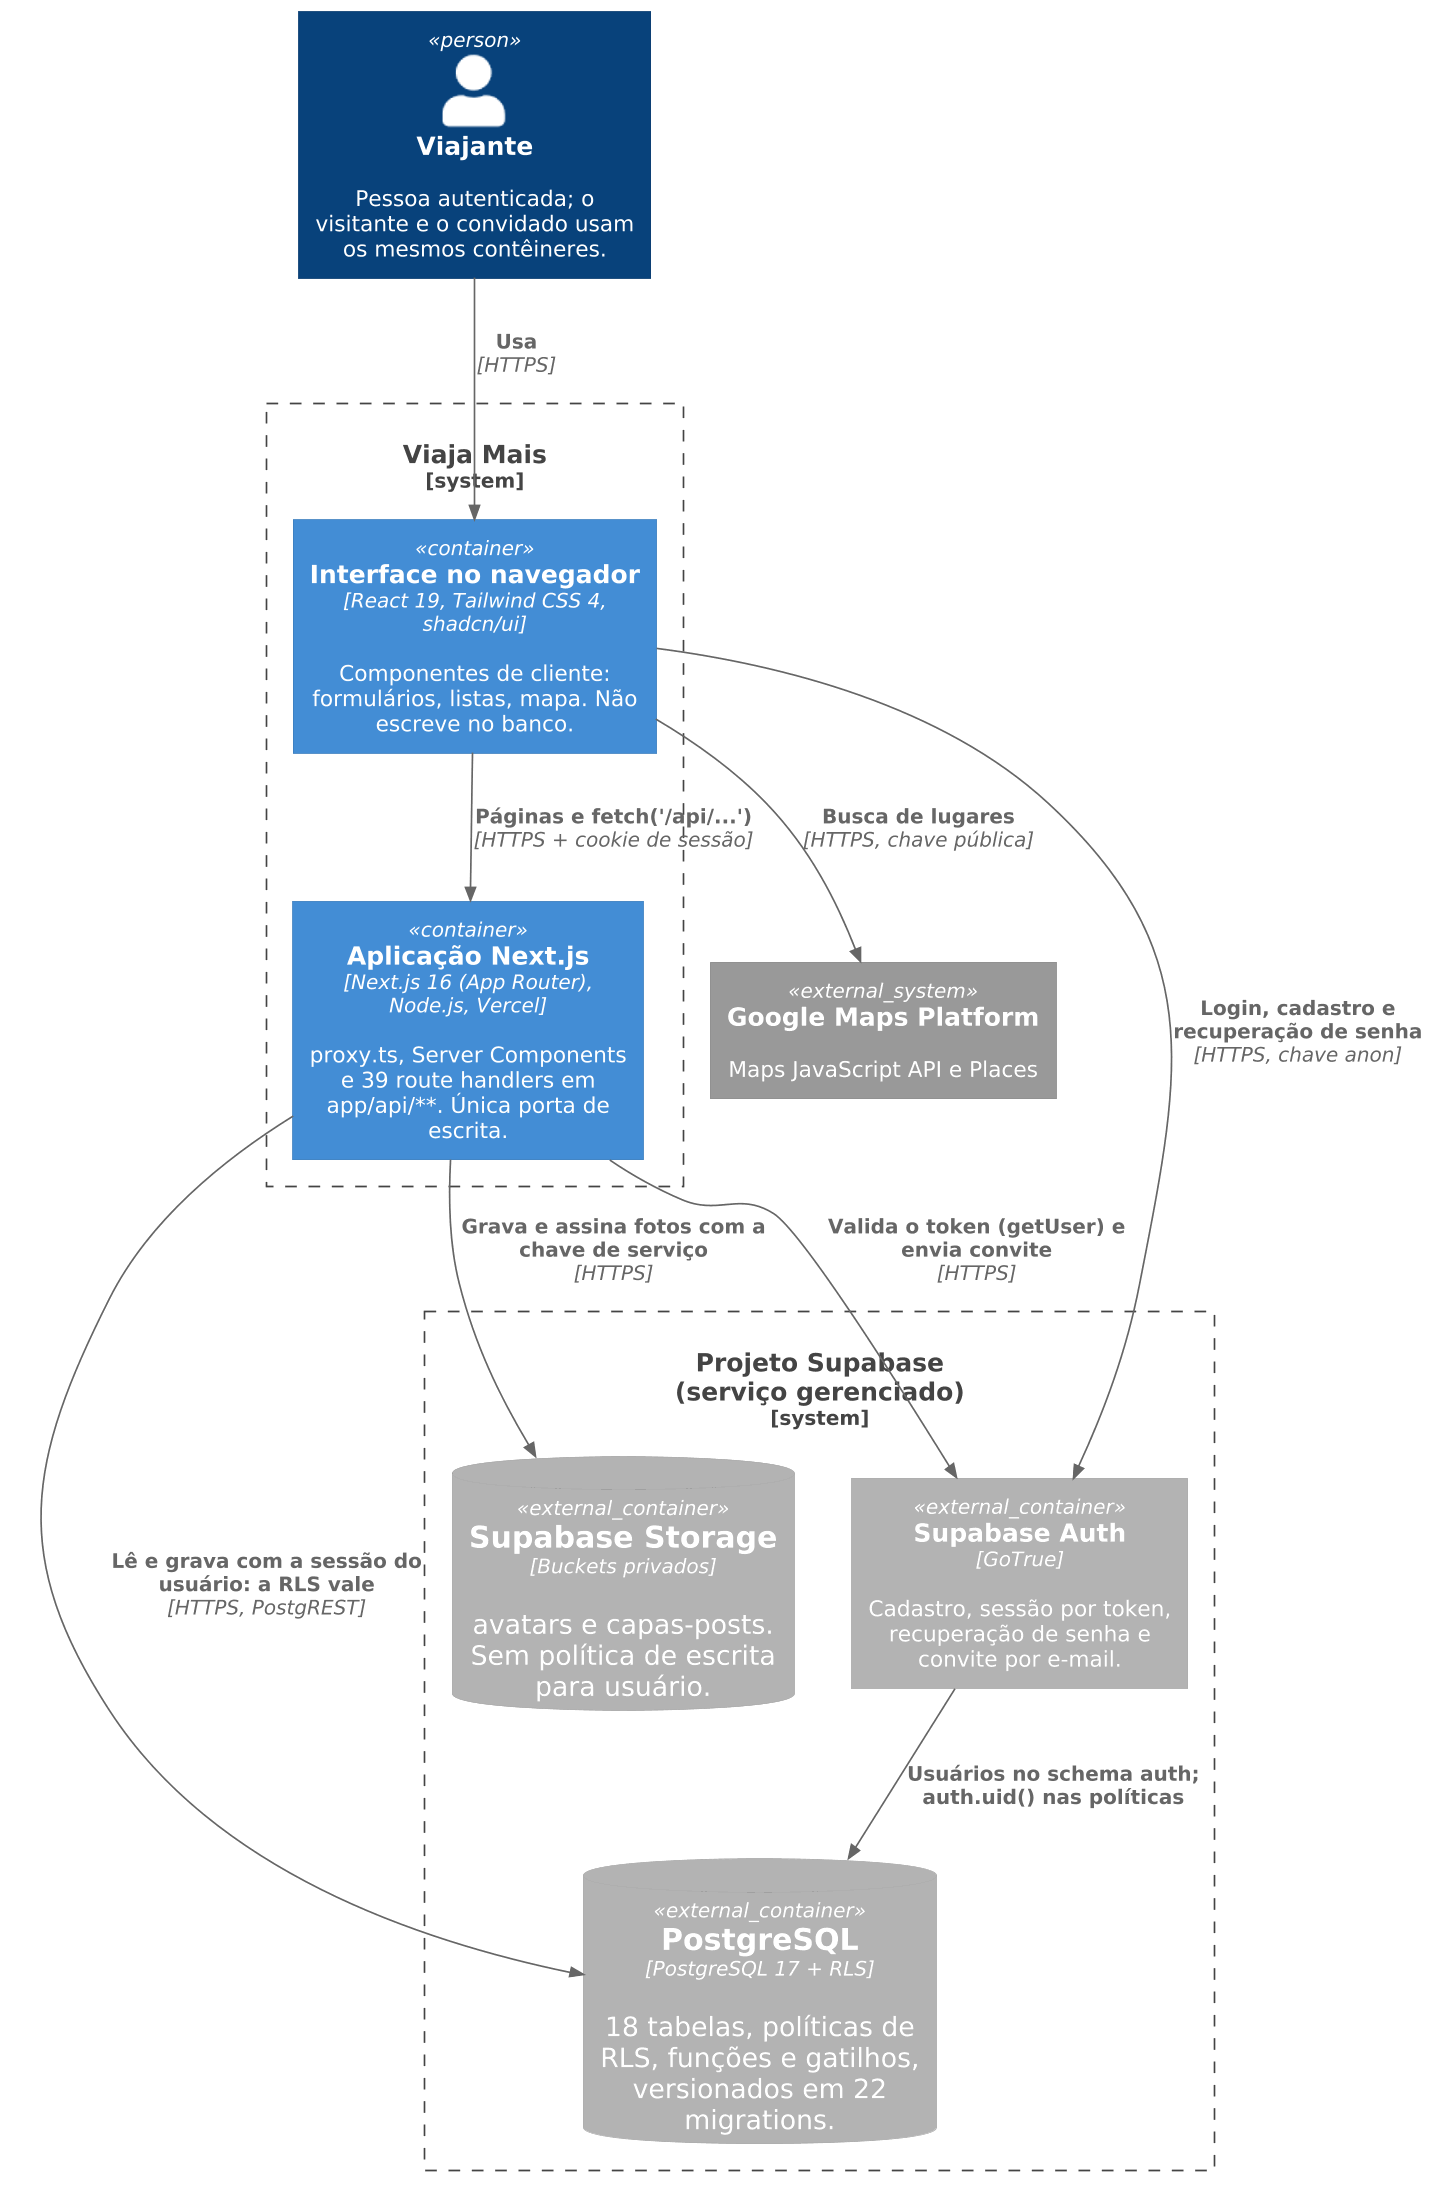 «person»
Viajante
Pessoa autenticada; o
visitante e o convidado usam
os mesmos contêineres.
Usa
[HTTPS]
Viaja Mais
[system]
«container»
Interface no navegador
[React 19, Tailwind CSS 4,
shadcn/ui]
Componentes de cliente:
formulários, listas, mapa. Não
escreve no banco.
Páginas e fetch('/api/...')
[HTTPS + cookie de sessão]
Busca de lugares
[HTTPS, chave pública]
«container»
Aplicação Next.js
[Next.js 16 (App Router),
Node.js, Vercel]
proxy.ts, Server Components
e 39 route handlers em
app/api/**. Única porta de
escrita.
«external_system»
Google Maps Platform
Maps JavaScript API e Places
Login, cadastro e
recuperação de senha
[HTTPS, chave anon]
Grava e assina fotos com a
chave de serviço
[HTTPS]
Valida o token (getUser) e
envia convite
[HTTPS]
Projeto Supabase
(serviço gerenciado)
[system]
«external_container»
Supabase Storage
[Buckets privados]
avatars e capas-posts.
Sem política de escrita
para usuário.
«external_container»
Supabase Auth
[GoTrue]
Cadastro, sessão por token,
recuperação de senha e
convite por e-mail.
Lê e grava com a sessão do
usuário: a RLS vale
[HTTPS, PostgREST]
Usuários no schema auth;
auth.uid() nas políticas
«external_container»
PostgreSQL
[PostgreSQL 17 + RLS]
18 tabelas, políticas de
RLS, funções e gatilhos,
versionados em 22
migrations.